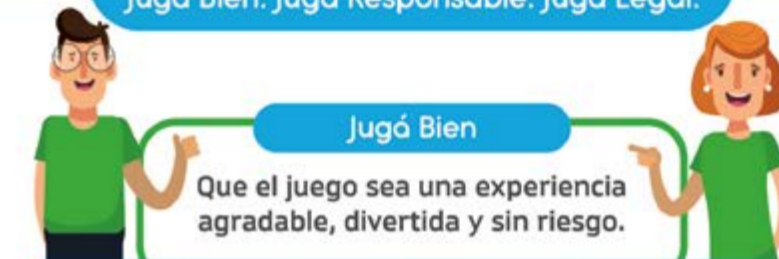 Jugá Bien. Jugá Responsable. Jugá Legal.
Jugá Bien
Que el juego sea una experiencia
agradable, divertida y sin riesgo.